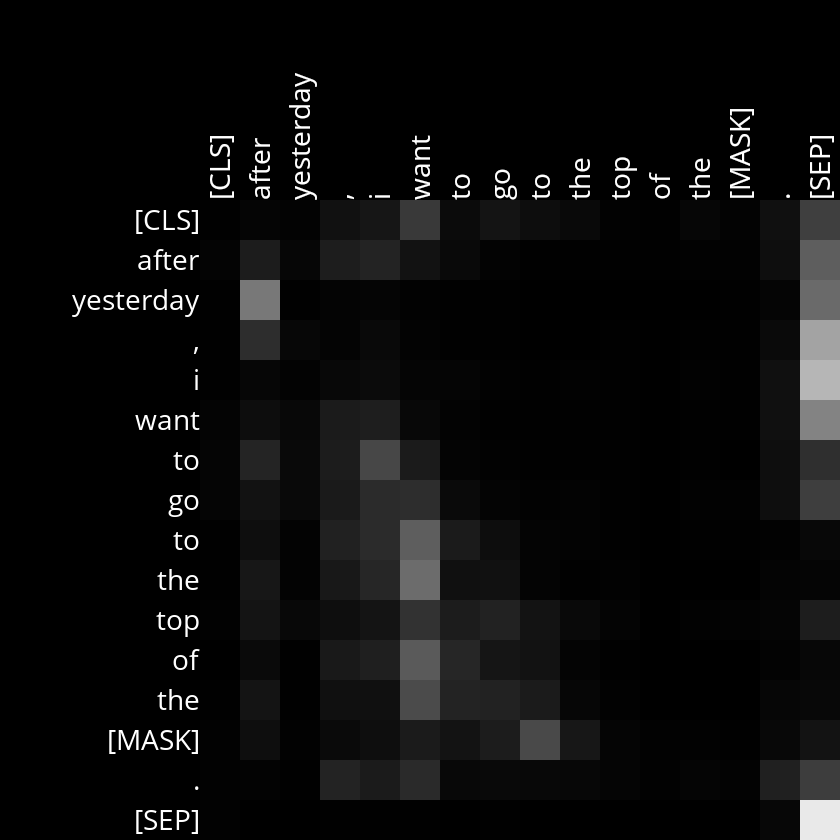 [CLS] after yesterday , i want to go to the top of the [MASK] . [SEP]
[CLS]
after
yesterday
,
i
want
to
go
to
the
top
of
the
[MASK]
.
[SEP]